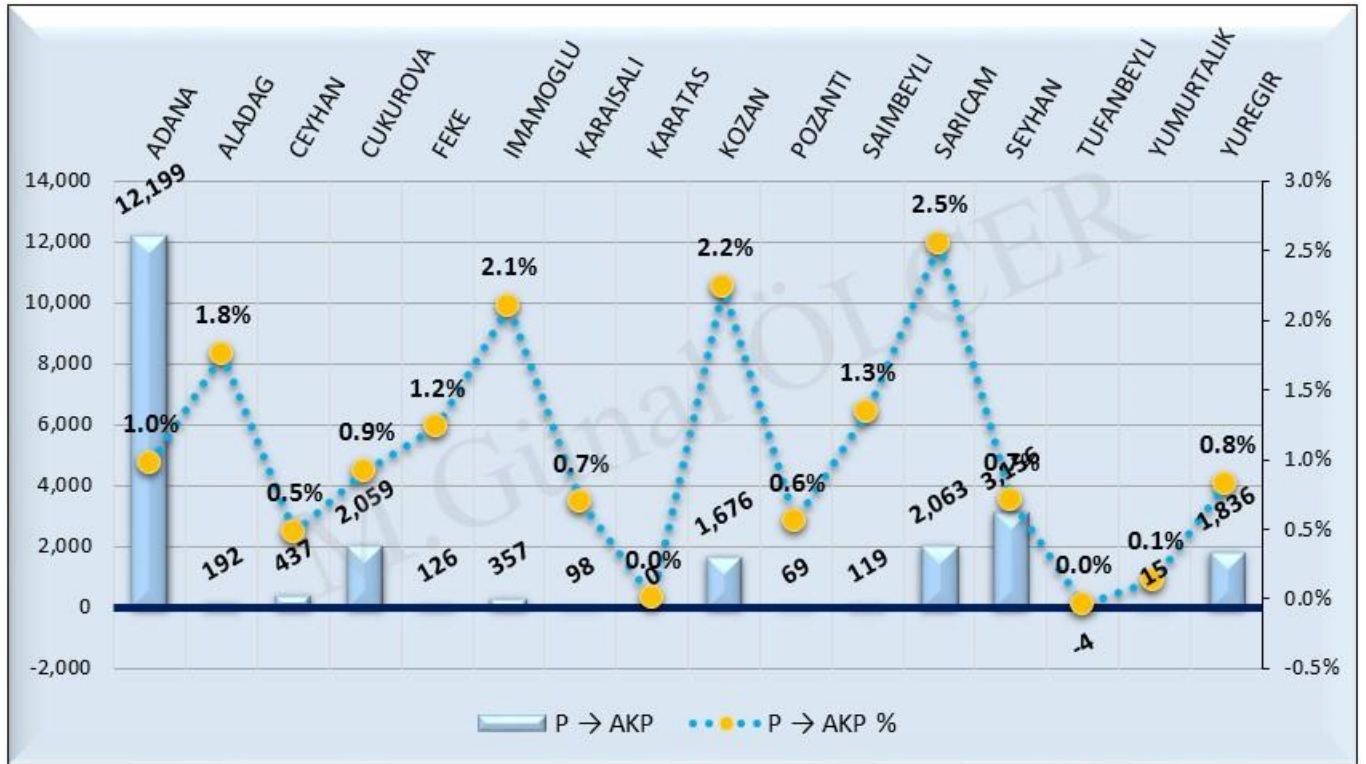 ADANA
ALADAG
CEYHAN
CUKUROVA
FEKE
IMAMOGLU
KARAISALI
KARATAS
KOZAN
POZANTI
SAIMBEYLI
SARICAM
SEYHAN
TUFANBEYLI
YUMURTALIK
YUREGIR
14,000
12,000
10,000
8,000
6,000
4,000
2,000
0
-2,000
3.0%
2.5%
2.0%
1.5%
1.0%
0.5%
0.0%
-0.5%
12,199
192
437
2,059
126
357
98
0
1,676
69
119
2,063
-4
15
1,836
1.0%
1.8%
0.5%
0.9%
1.2%
2.1%
0.7%
0.0%
2.2%
0.6%
1.3%
2.5%
0.7%
0.0%
0.1%
0.8%
M. Günal ÖLÇER
P → AKP
P → AKP %